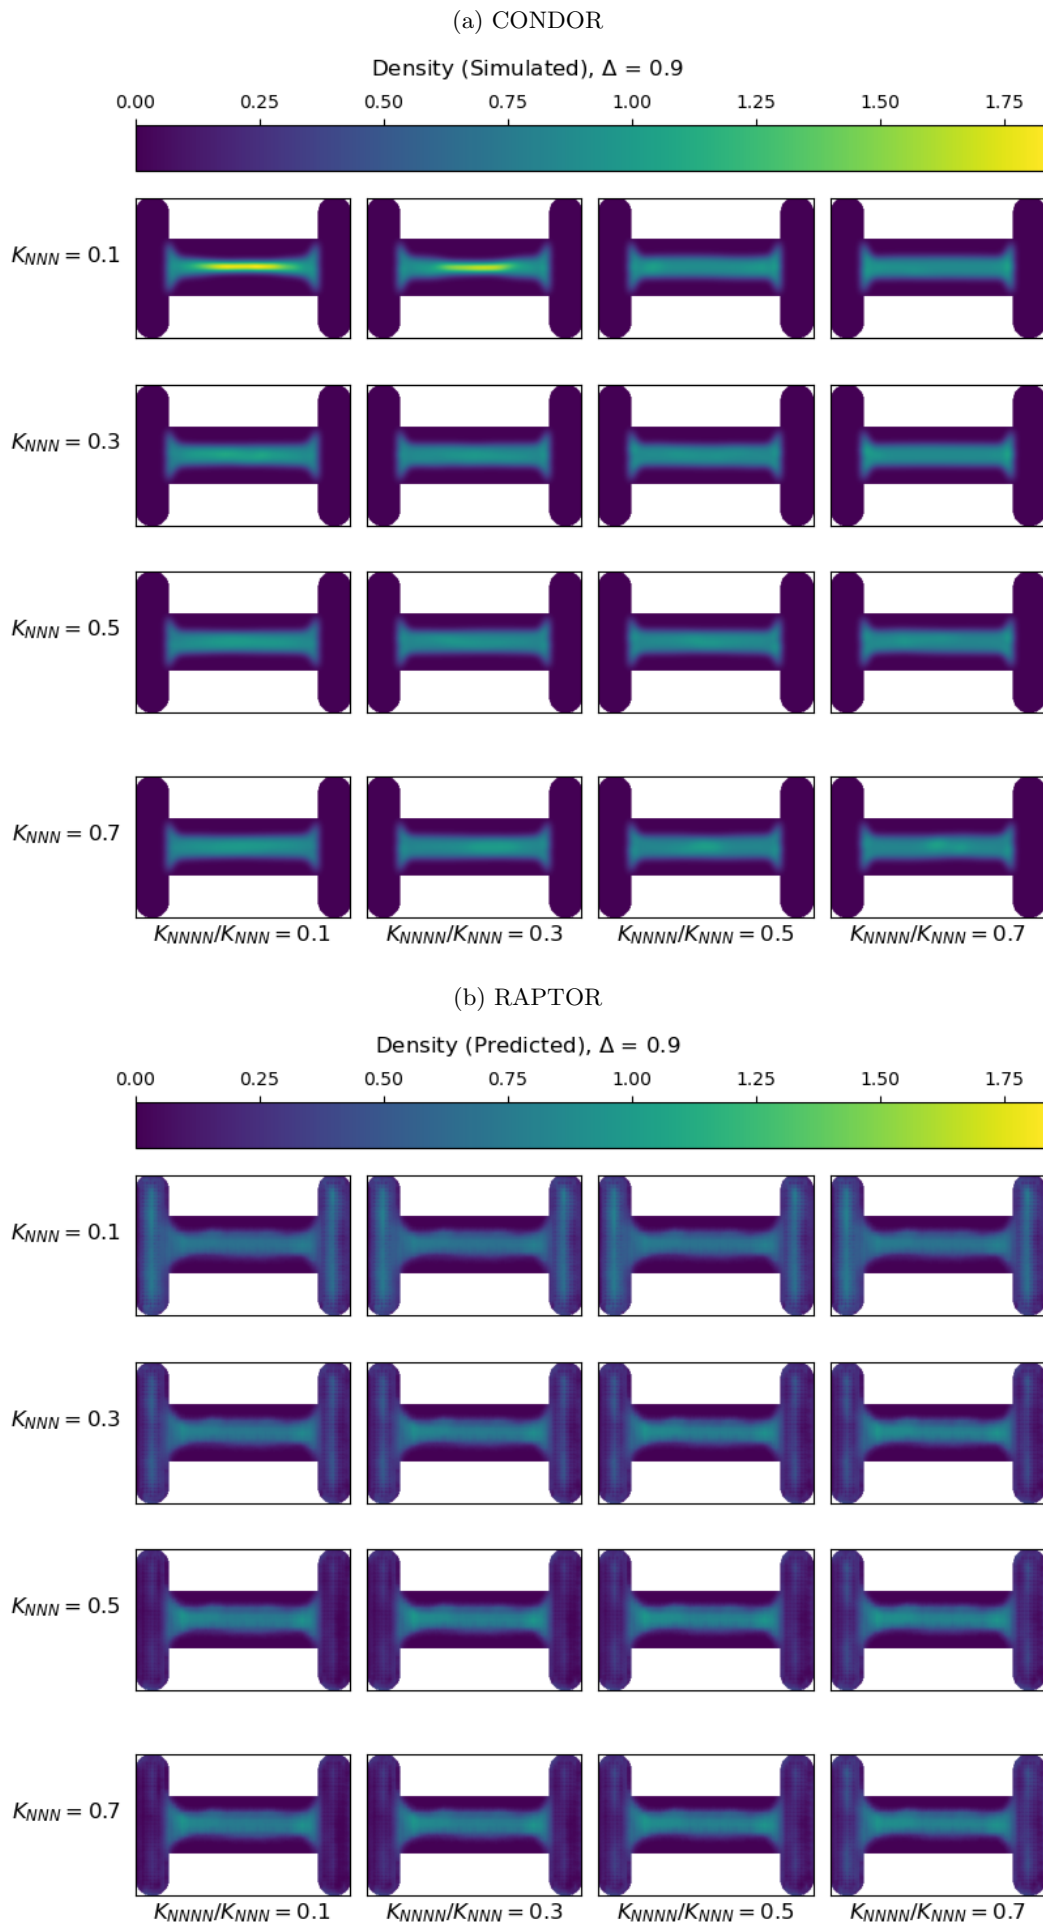 (a) CONDOR
Density (Simulated), Δ = 0.9
0.00 0.25 0.50 0.75 1.00 1.25 1.50 1.75
K_NNN = 0.1
K_NNN = 0.3
K_NNN = 0.5
K_NNN = 0.7
K_NNNN/K_NNN = 0.1 K_NNNN/K_NNN = 0.3 K_NNNN/K_NNN = 0.5 K_NNNN/K_NNN = 0.7
(b) RAPTOR
Density (Predicted), Δ = 0.9
0.00 0.25 0.50 0.75 1.00 1.25 1.50 1.75
K_NNN = 0.1
K_NNN = 0.3
K_NNN = 0.5
K_NNN = 0.7
K_NNNN/K_NNN = 0.1 K_NNNN/K_NNN = 0.3 K_NNNN/K_NNN = 0.5 K_NNNN/K_NNN = 0.7